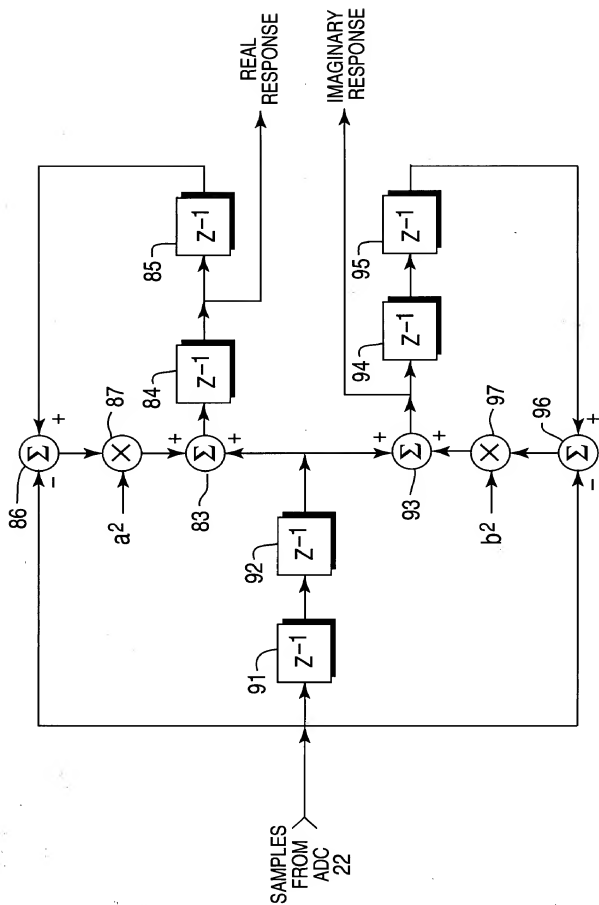 REAL
RESPONSE
IMAGINARY
RESPONSE
85
z⁻¹
95
z⁻¹
84
z⁻¹
94
z⁻¹
86
Σ
+
−
87
X
a²
+
Σ
+
83
+
Σ
+
93
97
X
b²
96
Σ
+
−
92
z⁻¹
91
z⁻¹
SAMPLES
FROM
ADC
22